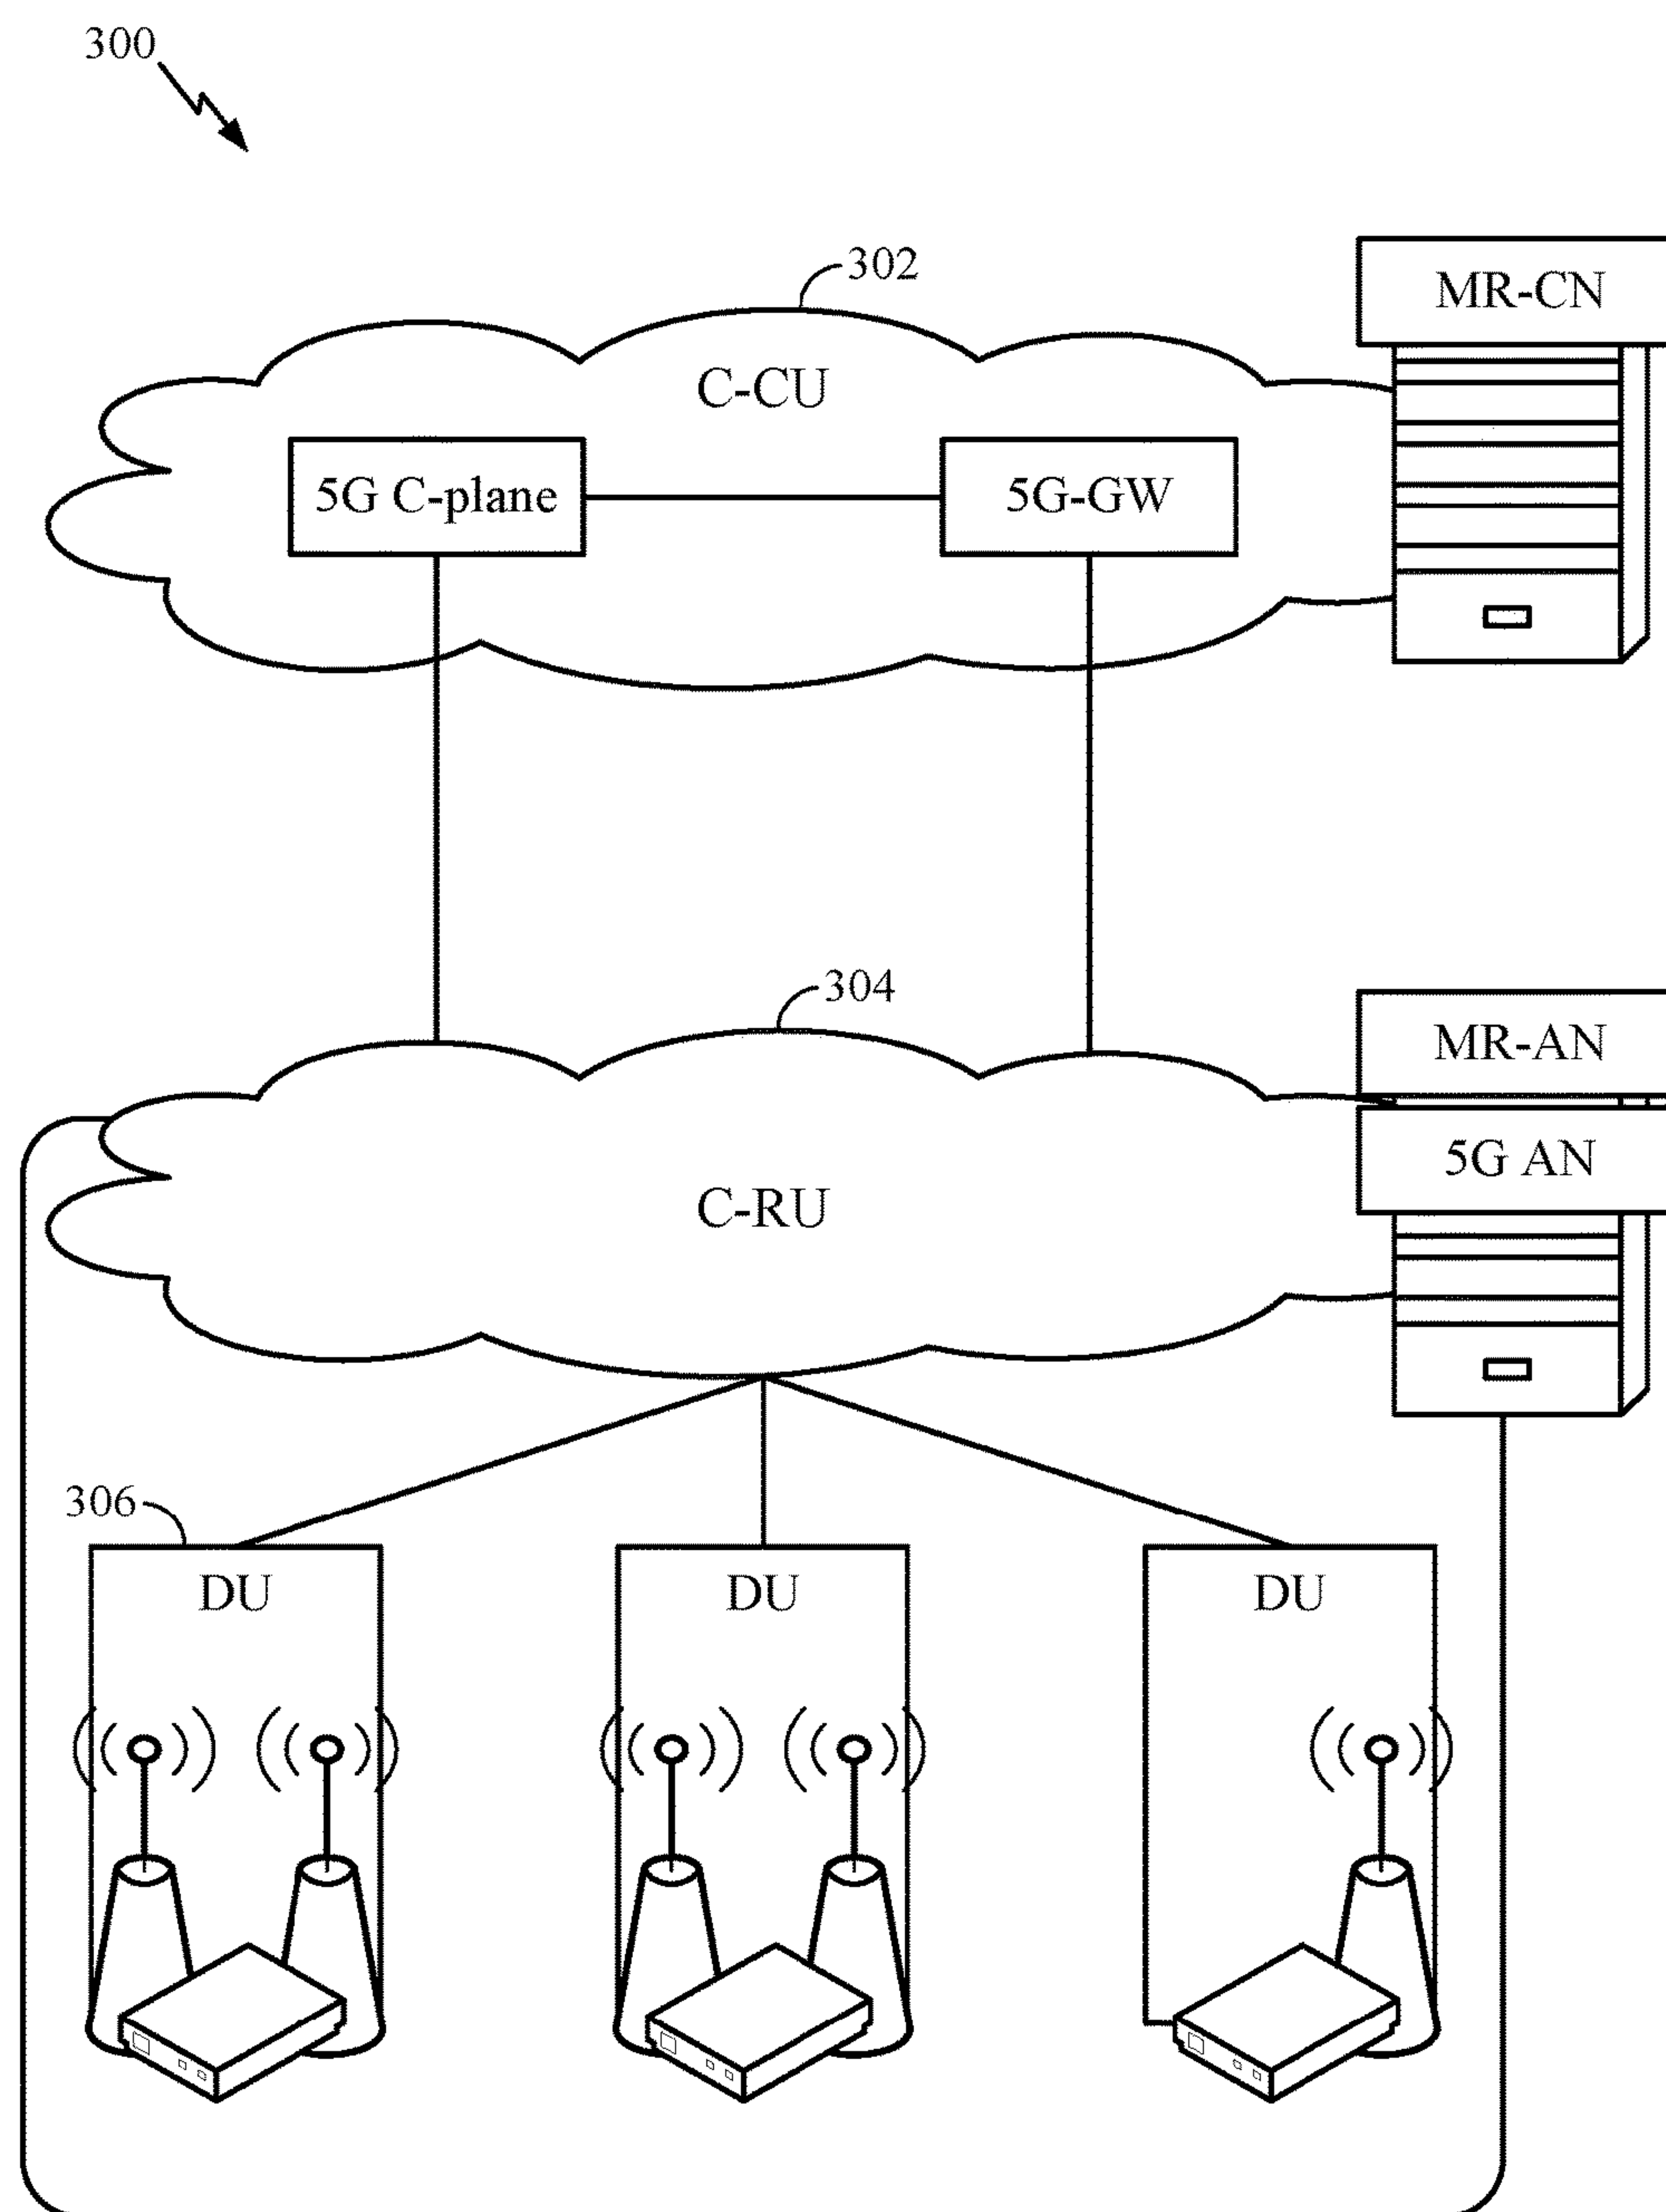 300
302
MR-CN
C-CU
5G C-plane
5G-GW
304
MR-AN
5G AN
C-RU
306
DU
DU
DU